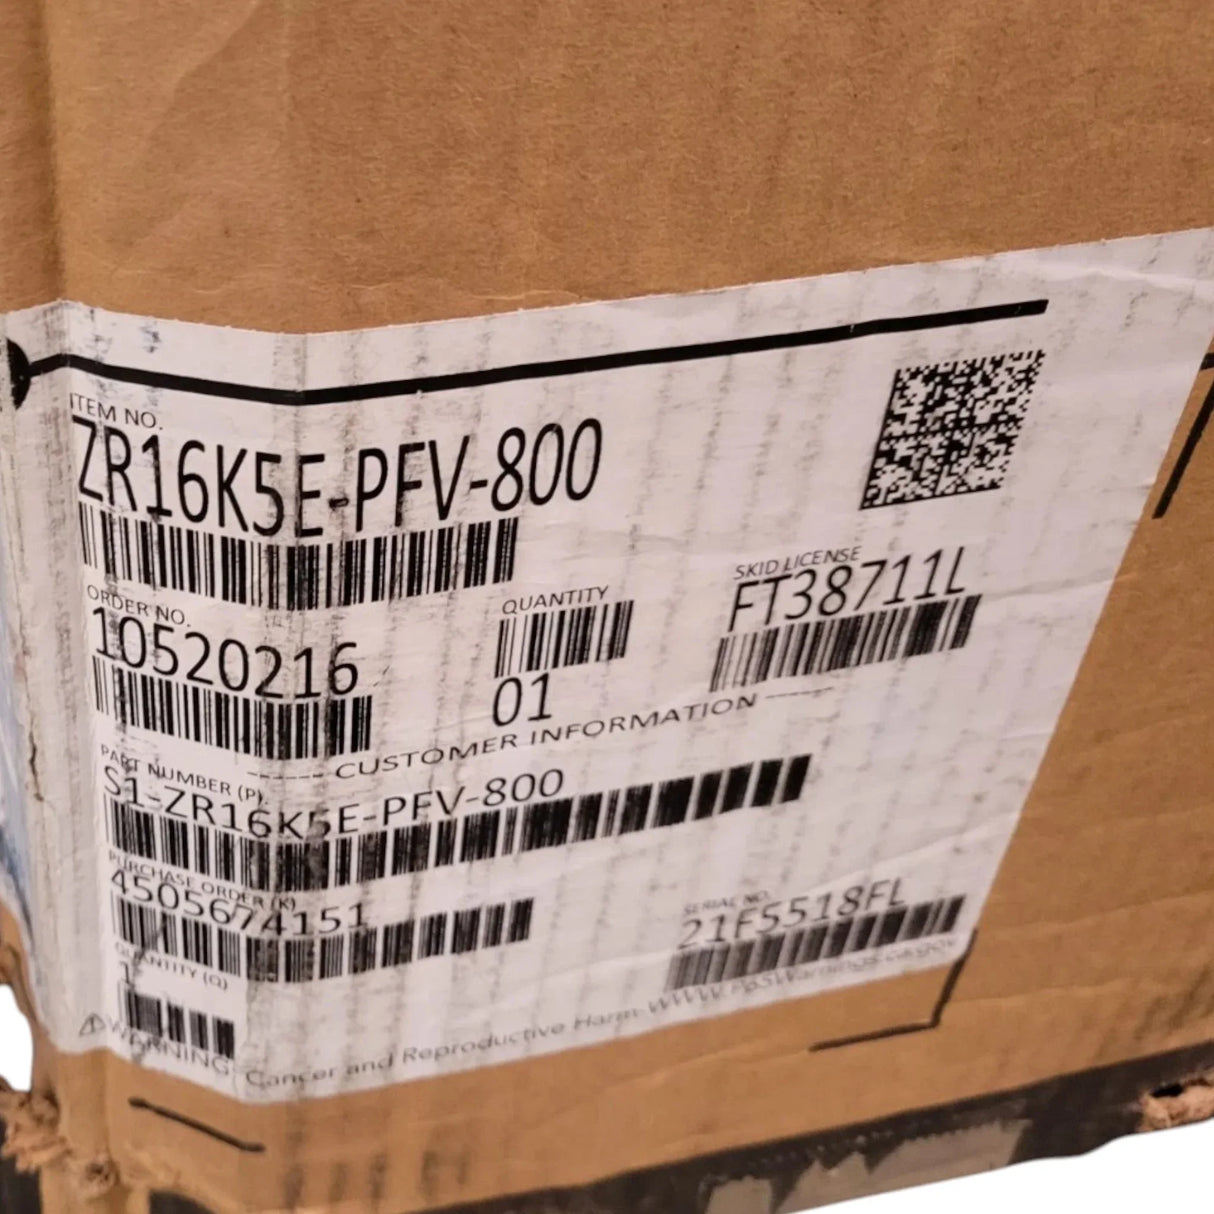 ITEM NO.
ZR16K5E-PFV-800
ORDER NO.
10520216
QUANTITY
01
SKID LICENSE
FT38711L
------ CUSTOMER INFORMATION ------
PART NUMBER (P)
S1-ZR16K5E-PFV-800
PURCHASE ORDER (K)
4505674151
QUANTITY (Q)
1
SERIAL NO.
21F5518FL
⚠WARNING: Cancer and Reproductive Harm-WWW.P65Warnings.ca.gov